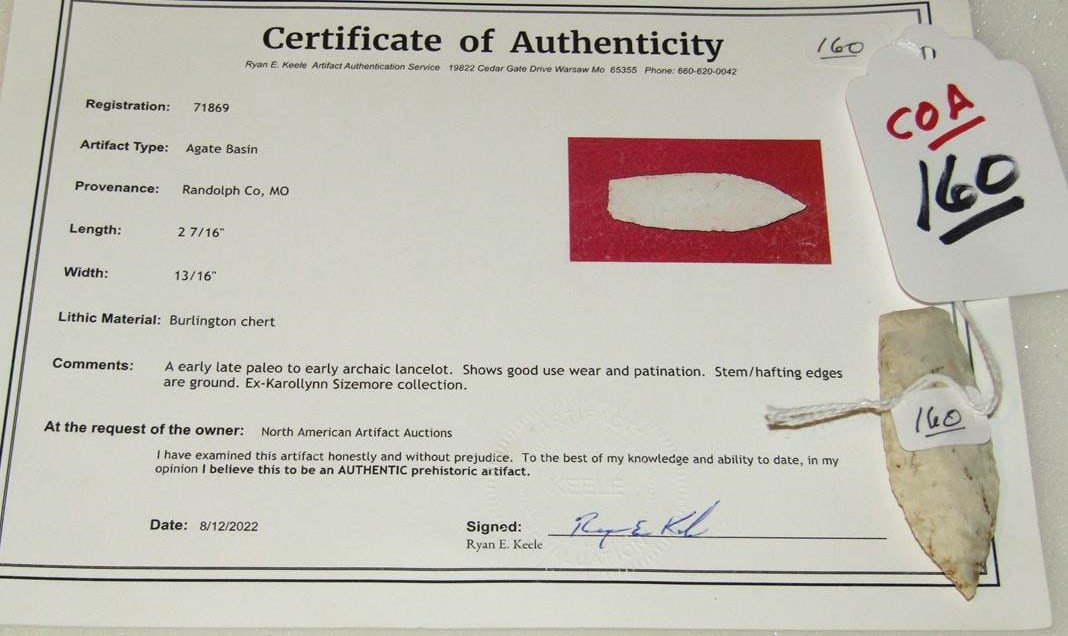 Certificate of Authenticity
160
Ryan E. Keele Artifact Authentication Service 19822 Cedar Gate Drive Warsaw Mo 65355 Phone: 660-620-0042
Registration: 71869
Artifact Type: Agate Basin
Provenance: Randolph Co, MO
Length: 2 7/16"
Width: 13/16"
Lithic Material: Burlington chert
Comments: A early late paleo to early archaic lancelot. Shows good use wear and patination. Stem/hafting edges
are ground. Ex-Karollynn Sizemore collection.
At the request of the owner: North American Artifact Auctions
I have examined this artifact honestly and without prejudice. To the best of my knowledge and ability to date, in my
opinion I believe this to be an AUTHENTIC prehistoric artifact.
Date: 8/12/2022
Signed: Ryan E. Keele
Ryan E. Keele
KEELE
COA
160
160